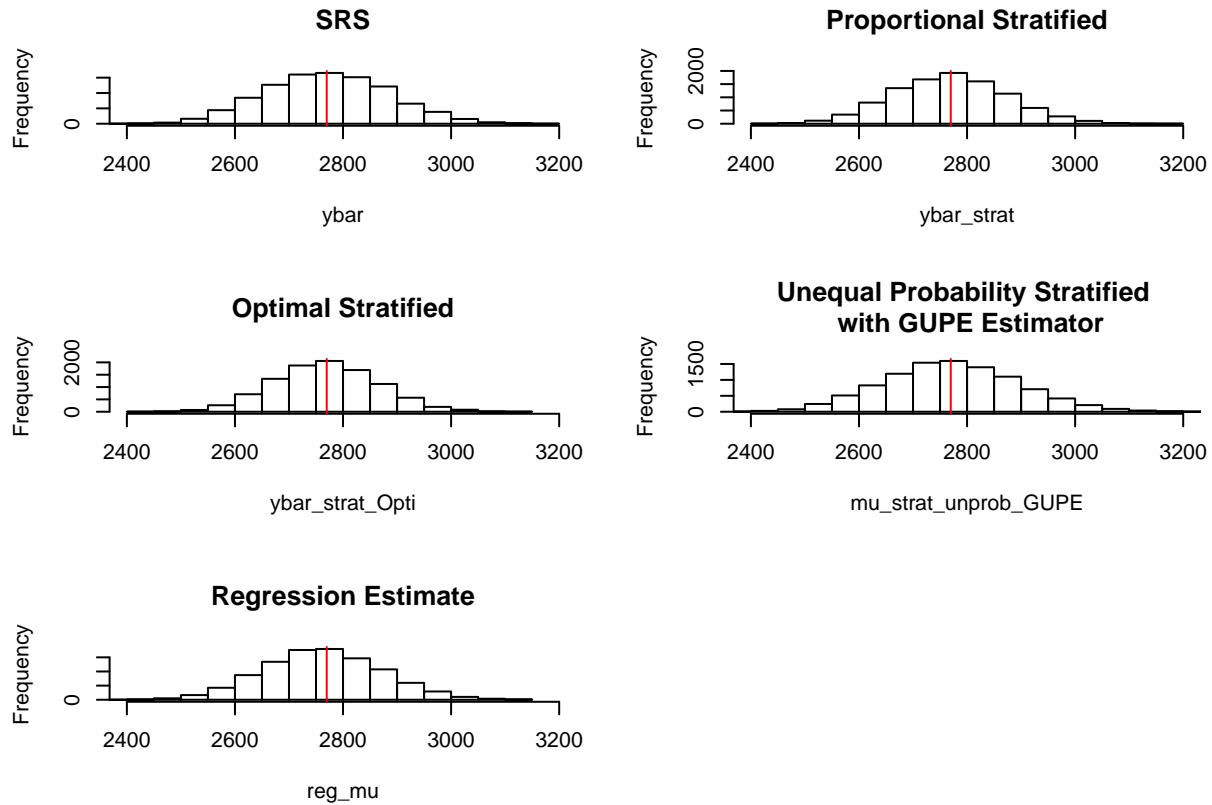 SRS
Frequency
0
2400 2600 2800 3000 3200
ybar
Proportional Stratified
Frequency
0 2000
2400 2600 2800 3000 3200
ybar_strat
Optimal Stratified
Frequency
0 2000
2400 2600 2800 3000 3200
ybar_strat_Opti
Unequal Probability Stratified
with GUPE Estimator
Frequency
0 1500
2400 2600 2800 3000 3200
mu_strat_unprob_GUPE
Regression Estimate
Frequency
0
2400 2600 2800 3000 3200
reg_mu